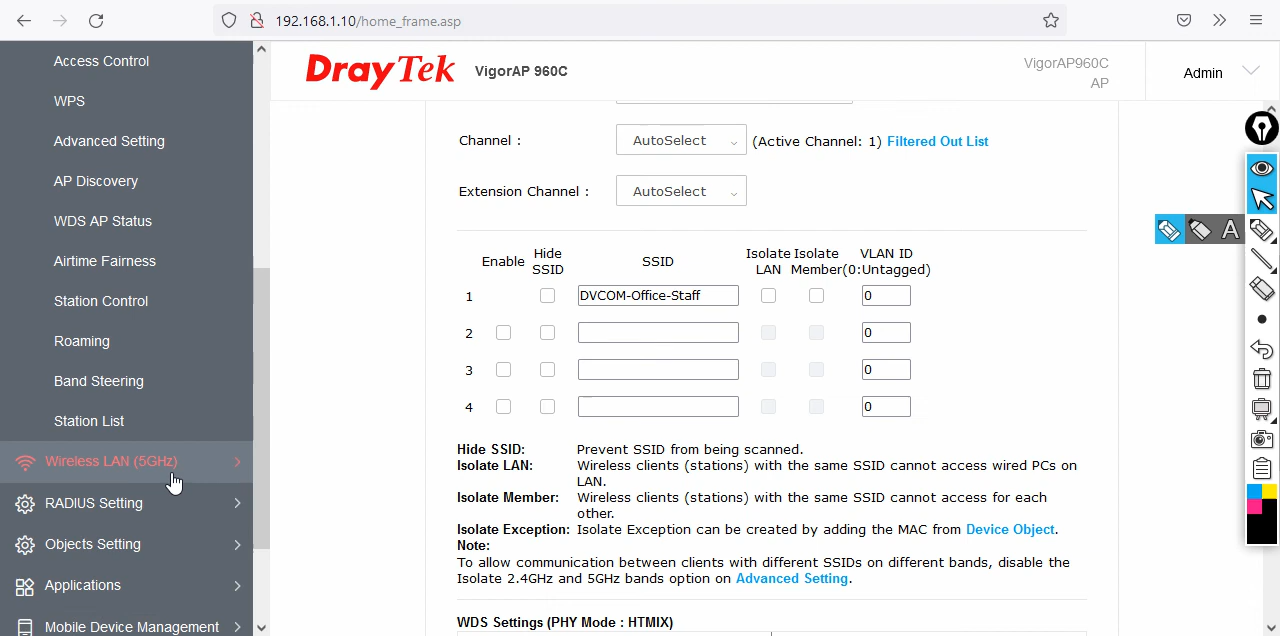 192.168.1.10/home_frame.asp
Access Control
WPS
Advanced Setting
AP Discovery
WDS AP Status
Airtime Fairness
Station Control
Roaming
Band Steering
Station List
Wireless LAN (5GHz)
RADIUS Setting
Objects Setting
Applications
Mobile Device Management
DrayTek VigorAP 960C
VigorAP960C
AP
Admin
Channel : AutoSelect (Active Channel: 1) Filtered Out List
Extension Channel : AutoSelect
Enable Hide SSID SSID Isolate LAN Isolate Member VLAN ID (0:Untagged)
1 DVCOM-Office-Staff 0
2 0
3 0
4 0
Hide SSID: Prevent SSID from being scanned.
Isolate LAN: Wireless clients (stations) with the same SSID cannot access wired PCs on
LAN.
Isolate Member: Wireless clients (stations) with the same SSID cannot access for each
other.
Isolate Exception: Isolate Exception can be created by adding the MAC from Device Object.
Note:
To allow communication between clients with different SSIDs on different bands, disable the
Isolate 2.4GHz and 5GHz bands option on Advanced Setting.
WDS Settings (PHY Mode : HTMIX)
A